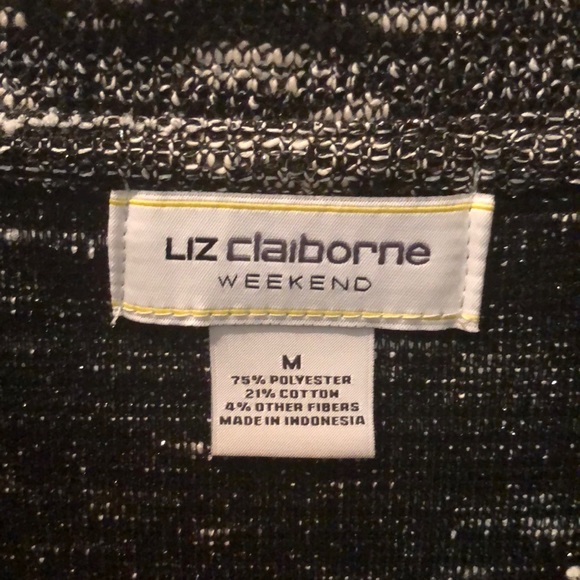 LIZ claiborne
WEEKEND
M
75% POLYESTER
21% COTTON
4% OTHER FIBERS
MADE IN INDONESIA